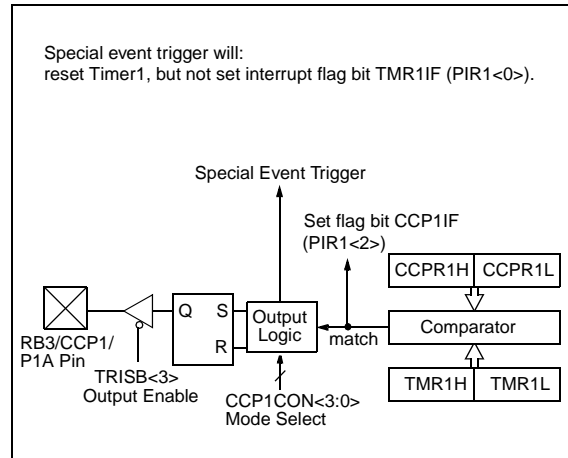 Special event trigger will:
reset Timer1, but not set interrupt flag bit TMR1IF (PIR1<0>).
Special Event Trigger
Set flag bit CCP1IF
(PIR1<2>)
CCPR1H CCPR1L
Q S Output
R Logic
match
Comparator
RB3/CCP1/
P1A Pin
TRISB<3>
Output Enable
CCP1CON<3:0>
Mode Select
TMR1H TMR1L